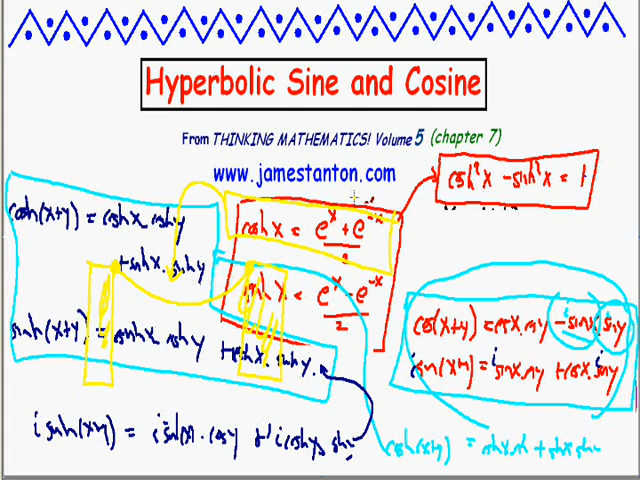 Hyperbolic Sine and Cosine
From THINKING MATHEMATICS! Volume 5 (chapter 7)
www.jamestanton.com
cosh²x - sinh²x = 1
cosh(x+y) = coshx coshy
+ sinhx. sinhy
coshx = e^x + e^-x / 2
sinhx = e^x - e^-x / 2
sinh(x+y) = sinhx coshy + coshx. sinhy.
cos(x+y) = cosx.cosy - sinx siny
i sin(x+y) = i sinx.cosy + cosx i siny
i sinh(x+y) =
cosh(x+y) =